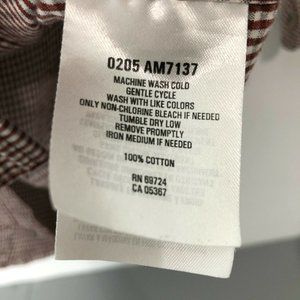 0205 AM7137
MACHINE WASH COLD
GENTLE CYCLE
WASH WITH LIKE COLORS
ONLY NON-CHLORINE BLEACH IF NEEDED
TUMBLE DRY LOW
REMOVE PROMPTLY
IRON MEDIUM IF NEEDED
100% COTTON
RN 69724
CA 05367